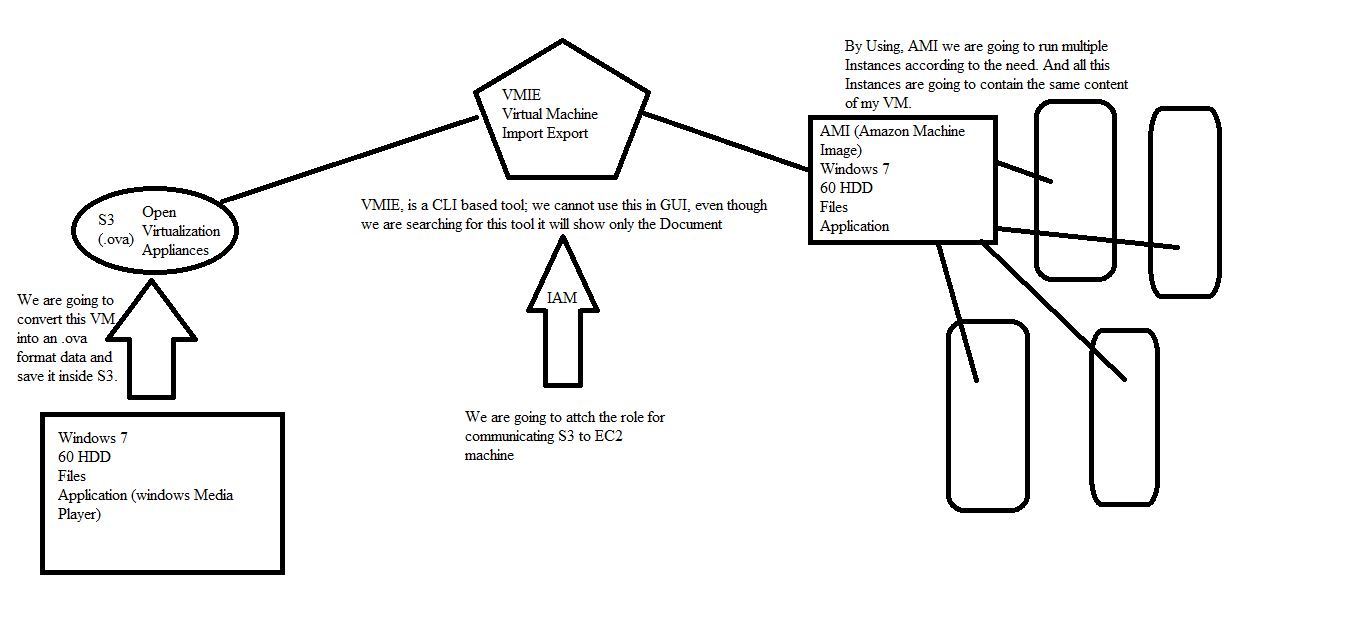 By Using, AMI we are going to run multiple
Instances according to the need. And all this
Instances are going to contain the same content
of my VM.
VMIE
Virtual Machine
Import Export
AMI (Amazon Machine
Image)
Windows 7
60 HDD
Files
Application
VMIE, is a CLI based tool; we cannot use this in GUI, even though
we are searching for this tool it will show only the Document
S3
(.ova)
Open
Virtualization
Appliances
IAM
We are going to
convert this VM
into an .ova
format data and
save it inside S3.
We are going to attch the role for
communicating S3 to EC2
machine
Windows 7
60 HDD
Files
Application (windows Media
Player)